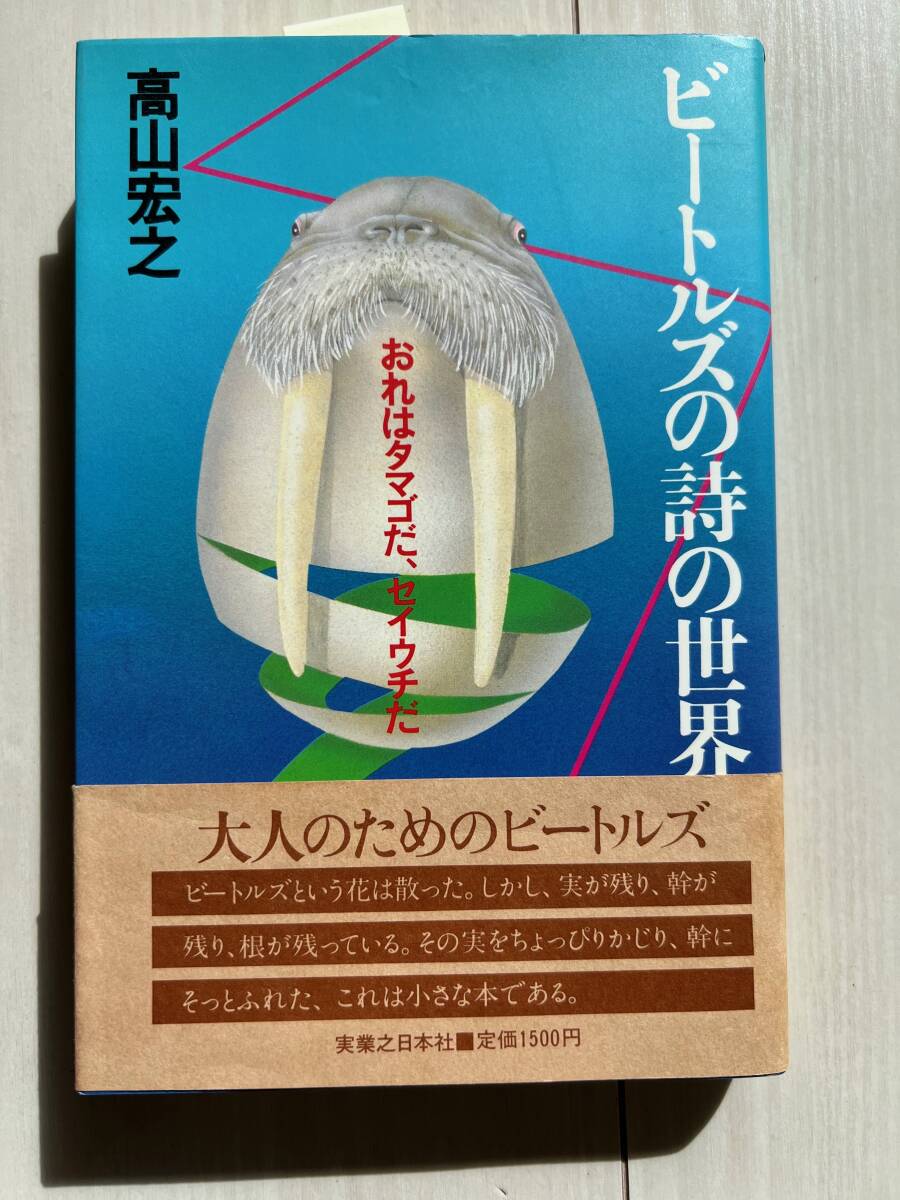 ビートルズの詩の世界
高山宏之
おれはタマゴだ、セイウチだ
大人のためのビートルズ
ビートルズという花は散った。しかし、実が残り、幹が
残り、根が残っている。その実をちょっぴりかじり、幹に
そっとふれた、これは小さな本である。
実業之日本社■定価1500円